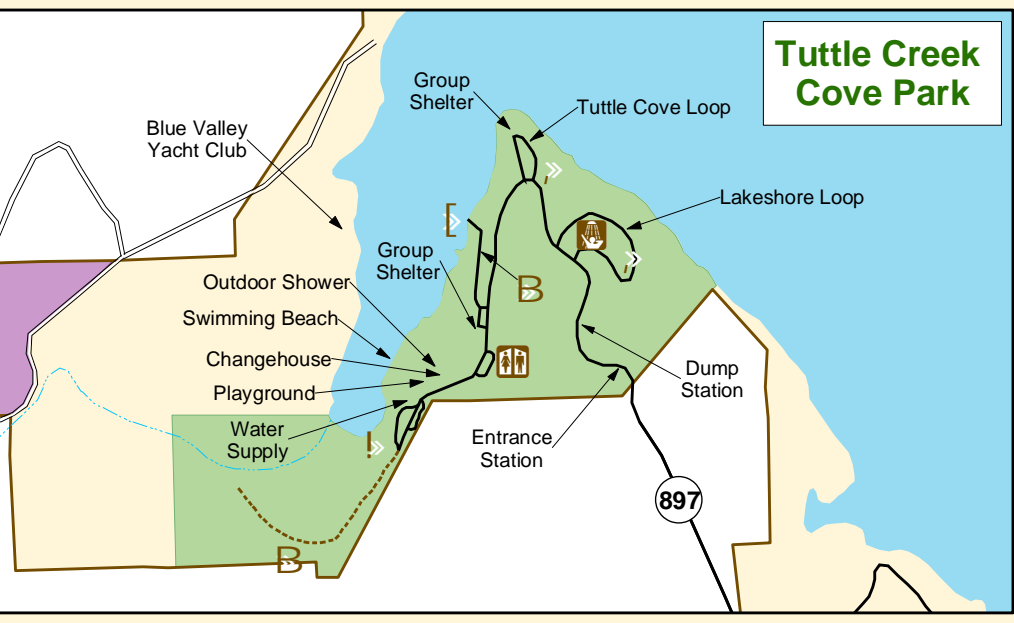 Tuttle Creek
Cove Park
Group
Shelter
Tuttle Cove Loop
Blue Valley
Yacht Club
Lakeshore Loop
[
Group
Shelter
B
Outdoor Shower
Swimming Beach
Changehouse
Playground
Dump
Station
Water
Supply
!
Entrance
Station
897
B